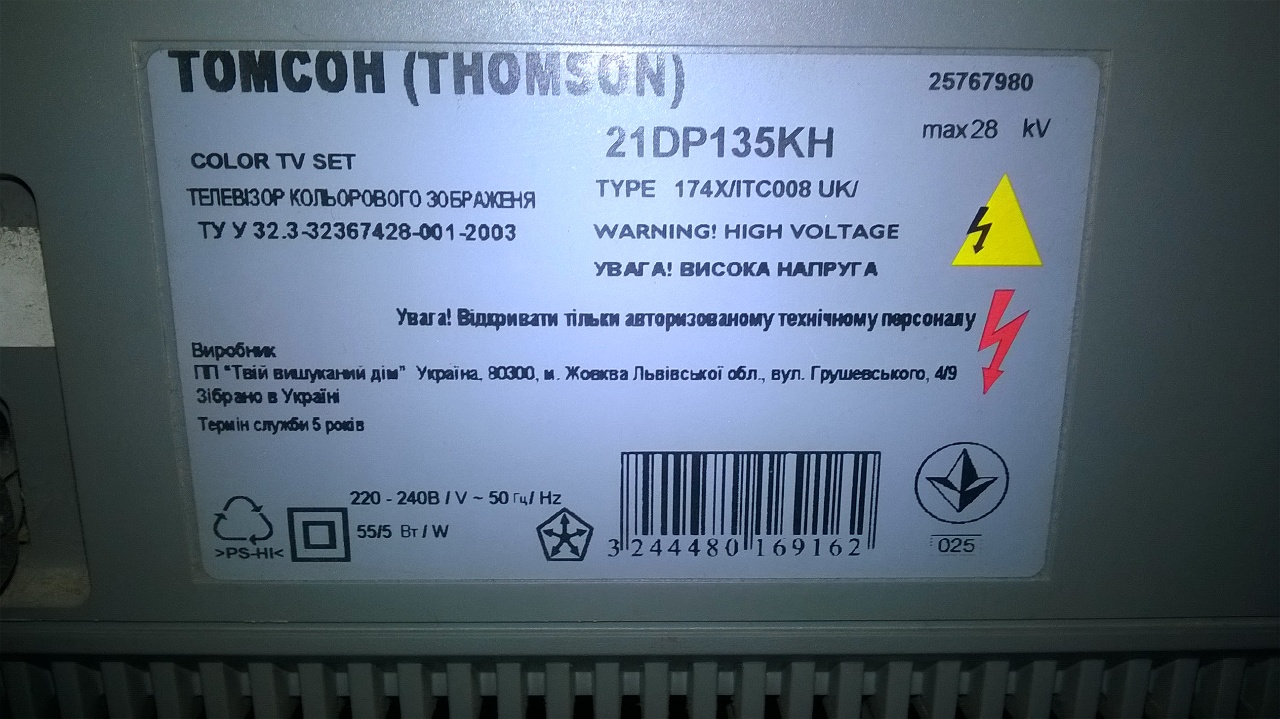 ТОМСОН (THOMSON)
25767980
max 28 kV
21DP135KH
COLOR TV SET
TYPE 174X/ITC008 UK/
ТЕЛЕВІЗОР КОЛЬОРОВОГО ЗОБРАЖЕНЯ
ТУ У 32.3-32367428-001-2003
WARNING! HIGH VOLTAGE
УВАГА! ВИСОКА НАПРУГА
Увага! Відкривати тільки авторизованому технічному персоналу
Виробник
ПП "Твій вишуканий дім" Україна, 80300, м. Жовква Львівської обл., вул. Грушевського, 4/9
Зібрано в Україні
Термін служби 5 років
220 - 240В / V ~ 50 Гц/ Hz
55/5 Вт / W
>PS-HI<
3 244480 169162
025